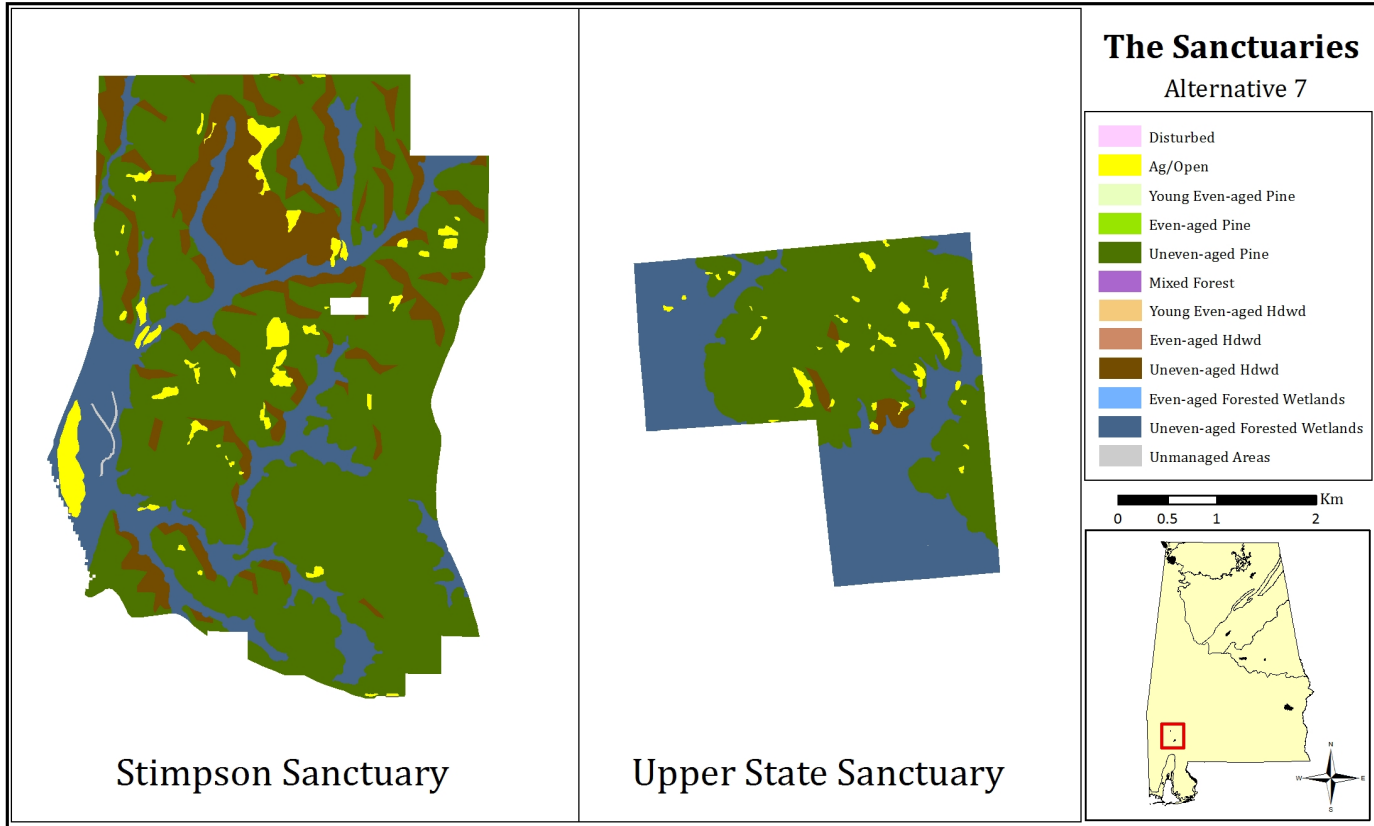 The Sanctuaries
Alternative 7
Disturbed
Ag/Open
Young Even-aged Pine
Even-aged Pine
Uneven-aged Pine
Mixed Forest
Young Even-aged Hdwd
Even-aged Hdwd
Uneven-aged Hdwd
Even-aged Forested Wetlands
Uneven-aged Forested Wetlands
Unmanaged Areas
Km
0 0.5 1 2
N
W E
S
Stimpson Sanctuary
Upper State Sanctuary